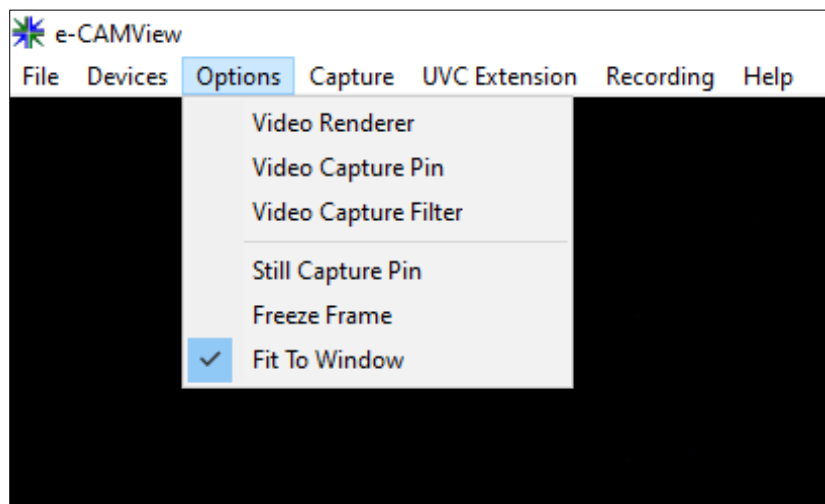 e-CAMView
File Devices Options Capture UVC Extension Recording Help
Video Renderer
Video Capture Pin
Video Capture Filter
Still Capture Pin
Freeze Frame
Fit To Window